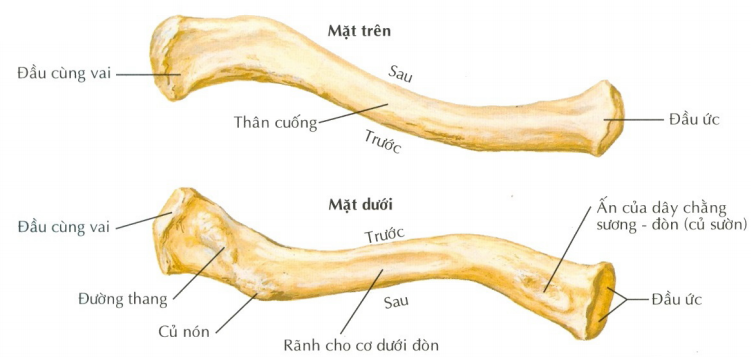 Mặt trên
Sau
Đầu cùng vai
Thân cuống
Trước
Đầu ức
Mặt dưới
Ấn của dây chằng
sương - đòn (củ sườn)
Đầu cùng vai
Trước
Đường thang
Sau
Đầu ức
Củ nón
Rãnh cho cơ dưới đòn